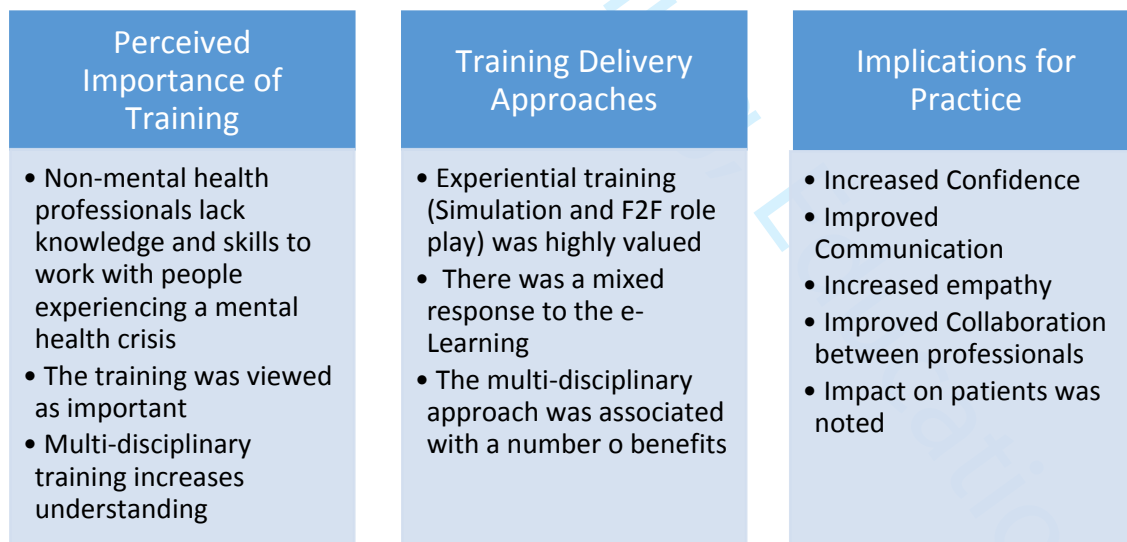 Perceived
Importance of
Training
• Non-mental health
professionals lack
knowledge and skills to
work with people
experiencing a mental
health crisis
• The training was viewed
as important
• Multi-disciplinary
training increases
understanding
Training Delivery
Approaches
• Experiential training
(Simulation and F2F role
play) was highly valued
• There was a mixed
response to the e-
Learning
• The multi-disciplinary
approach was associated
with a number o benefits
Implications for
Practice
• Increased Confidence
• Improved
Communication
• Increased empathy
• Improved Collaboration
between professionals
• Impact on patients was
noted